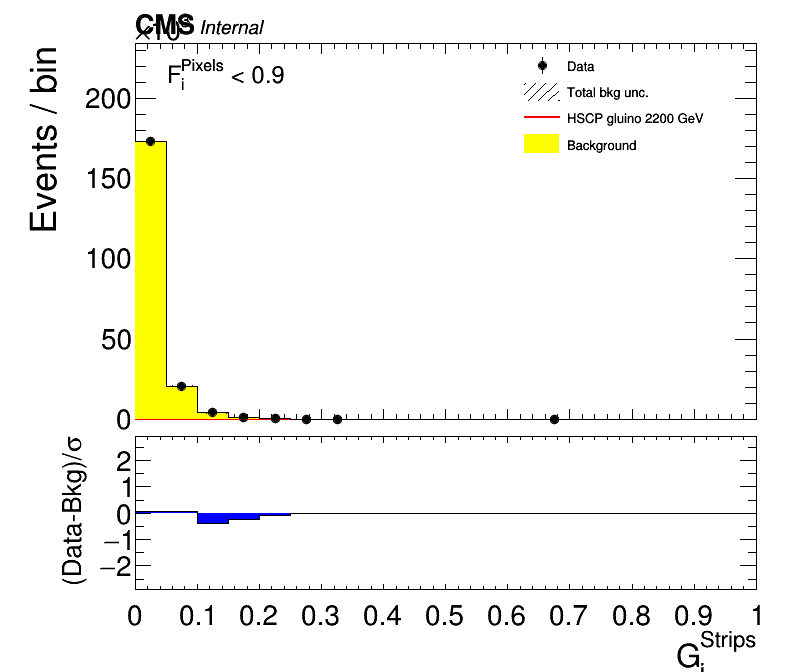 CMS Internal
×10
F_i^Pixels < 0.9
Data
Total bkg unc.
HSCP gluino 2200 GeV
Background
Events / bin
200
150
100
50
0
(Data-Bkg)/σ
2
1
0
−1
−2
0 0.1 0.2 0.3 0.4 0.5 0.6 0.7 0.8 0.9 1
G_i^Strips